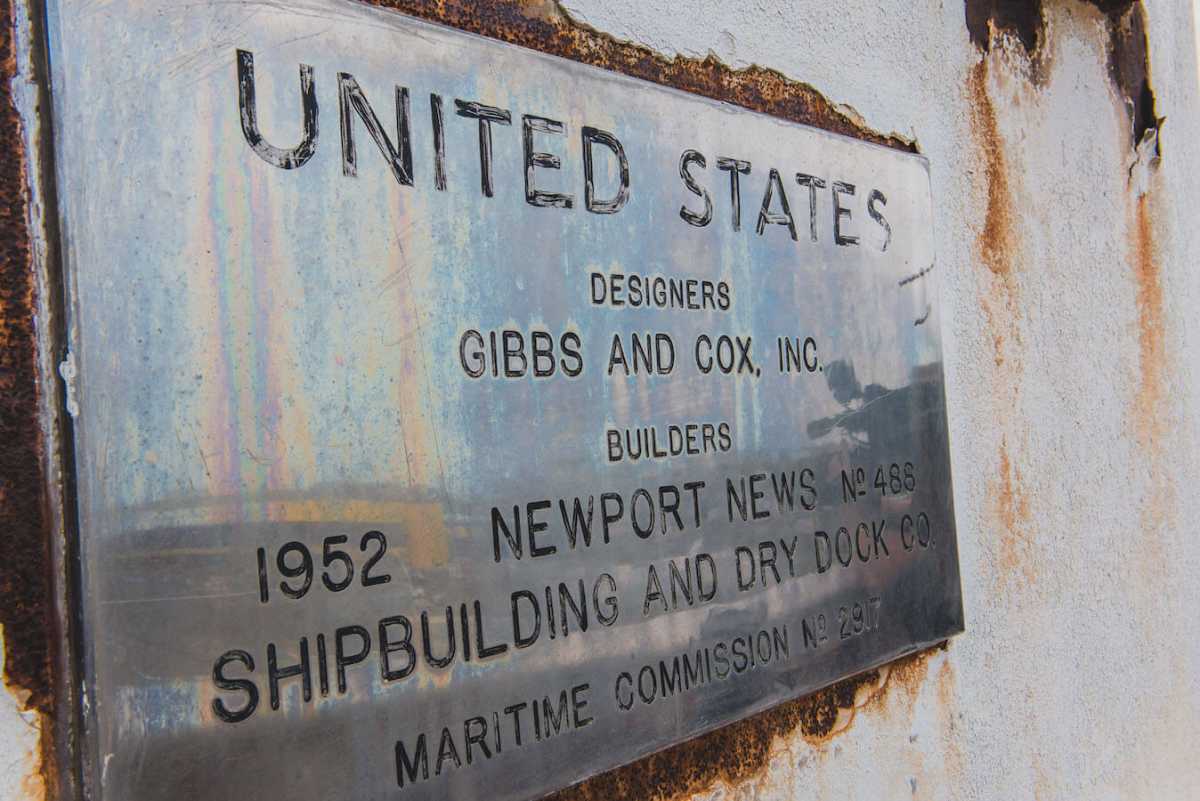 UNITED STATES
DESIGNERS
GIBBS AND COX, INC.
BUILDERS
1952 NEWPORT NEWS Nº 488
SHIPBUILDING AND DRY DOCK CO.
MARITIME COMMISSION Nº 2917